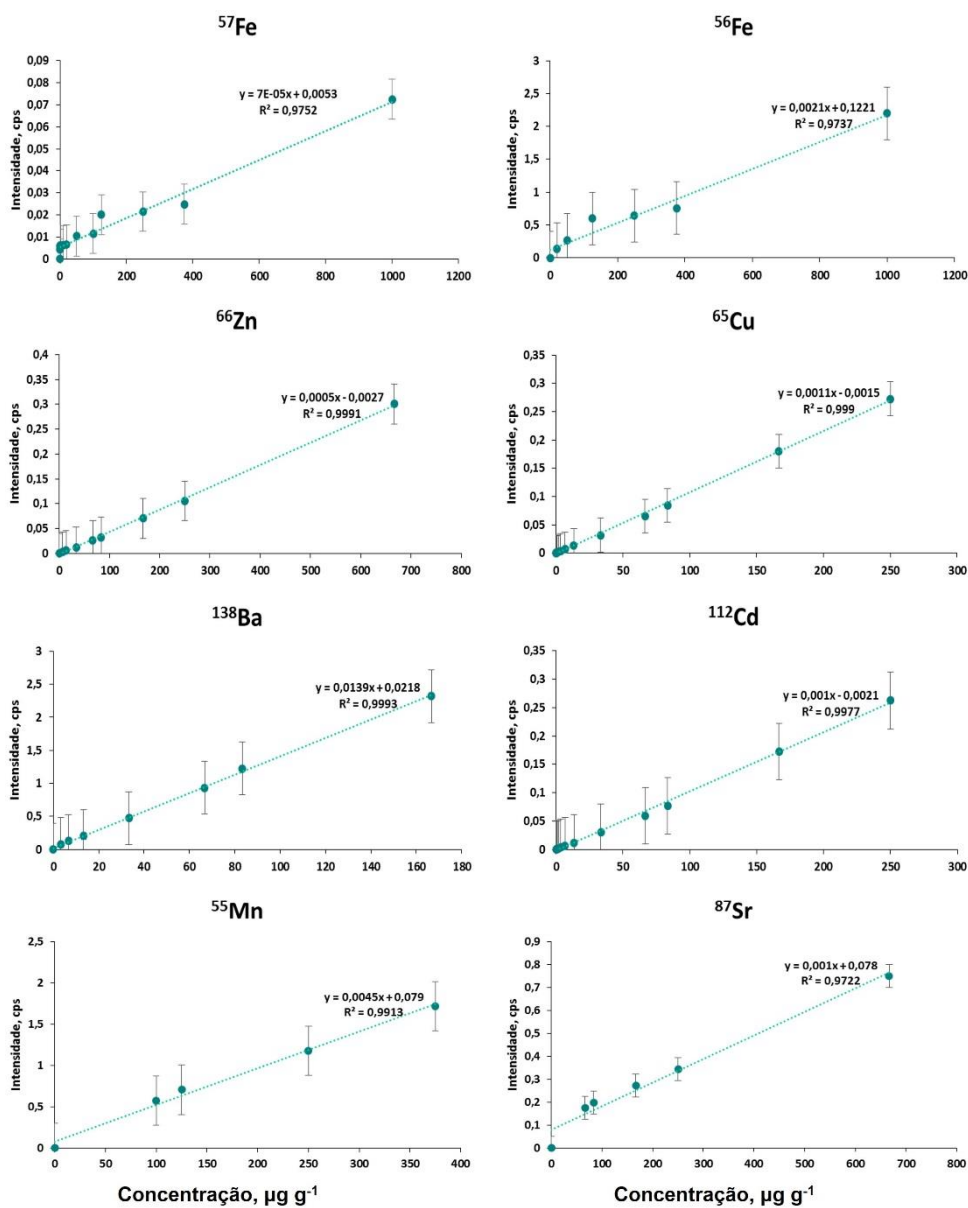 ⁵⁷Fe
Intensidade, cps
0,09
0,08
0,07
0,06
0,05
0,04
0,03
0,02
0,01
0
y = 7E-05x + 0,0053
R² = 0,9752
0 200 400 600 800 1000 1200
⁵⁶Fe
Intensidade, cps
3
2,5
2
1,5
1
0,5
0
y = 0,0021x + 0,1221
R² = 0,9737
0 200 400 600 800 1000 1200
⁶⁶Zn
Intensidade, cps
0,4
0,35
0,3
0,25
0,2
0,15
0,1
0,05
0
y = 0,0005x - 0,0027
R² = 0,9991
0 100 200 300 400 500 600 700 800
⁶⁵Cu
Intensidade, cps
0,35
0,3
0,25
0,2
0,15
0,1
0,05
0
y = 0,0011x - 0,0015
R² = 0,999
0 50 100 150 200 250 300
¹³⁸Ba
Intensidade, cps
3
2,5
2
1,5
1
0,5
0
y = 0,0139x + 0,0218
R² = 0,9993
0 20 40 60 80 100 120 140 160 180
¹¹²Cd
Intensidade, cps
0,35
0,3
0,25
0,2
0,15
0,1
0,05
0
y = 0,001x - 0,0021
R² = 0,9977
0 50 100 150 200 250 300
⁵⁵Mn
Intensidade, cps
2,5
2
1,5
1
0,5
0
y = 0,0045x + 0,079
R² = 0,9913
0 50 100 150 200 250 300 350 400
Concentração, µg g⁻¹
⁸⁷Sr
Intensidade, cps
0,9
0,8
0,7
0,6
0,5
0,4
0,3
0,2
0,1
0
y = 0,001x + 0,078
R² = 0,9722
0 100 200 300 400 500 600 700 800
Concentração, µg g⁻¹